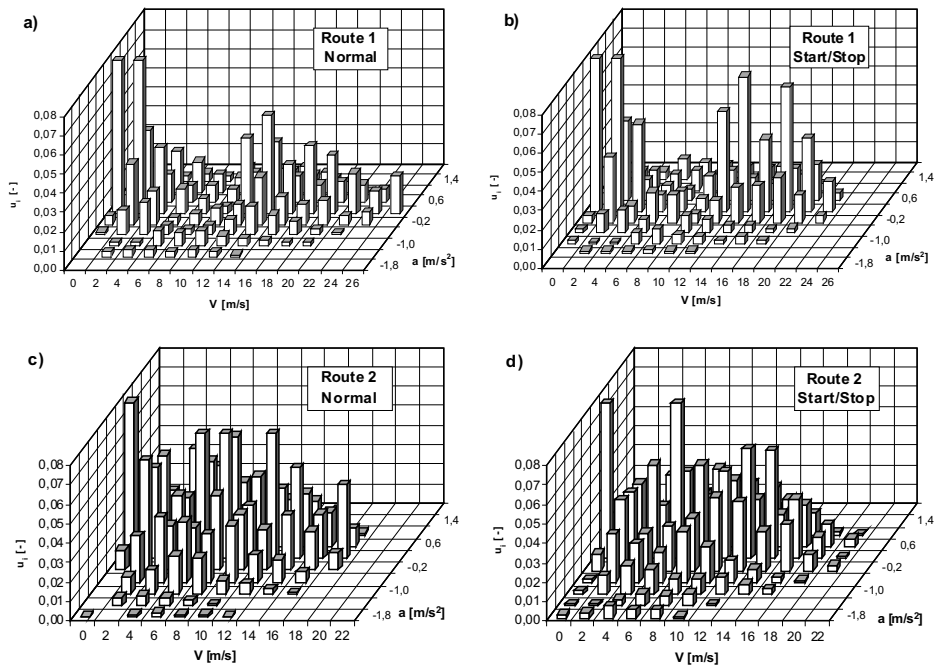 a)
Route 1
Normal
0,08
0,07
0,06
0,05
0,04
0,03
0,02
0,01
0,00
u i [-]
0 2 4 6 8 10 12 14 16 18 20 22 24 26
V [m/s]
1,4
0,6
-0,2
-1,0
-1,8
a [m/s²]
b)
Route 1
Start/Stop
0,08
0,07
0,06
0,05
0,04
0,03
0,02
0,01
0,00
u i [-]
0 2 4 6 8 10 12 14 16 18 20 22 24 26
V [m/s]
1,4
0,6
-0,2
-1,0
-1,8
a [m/s²]
c)
Route 2
Normal
0,08
0,07
0,06
0,05
0,04
0,03
0,02
0,01
0,00
u i [-]
0 2 4 6 8 10 12 14 16 18 20 22
V [m/s]
1,4
0,6
-0,2
-1,0
-1,8
a [m/s²]
d)
Route 2
Start/Stop
0,08
0,07
0,06
0,05
0,04
0,03
0,02
0,01
0,00
u i [-]
0 2 4 6 8 10 12 14 16 18 20 22
V [m/s]
1,4
0,6
-0,2
-1,0
-1,8
a [m/s²]